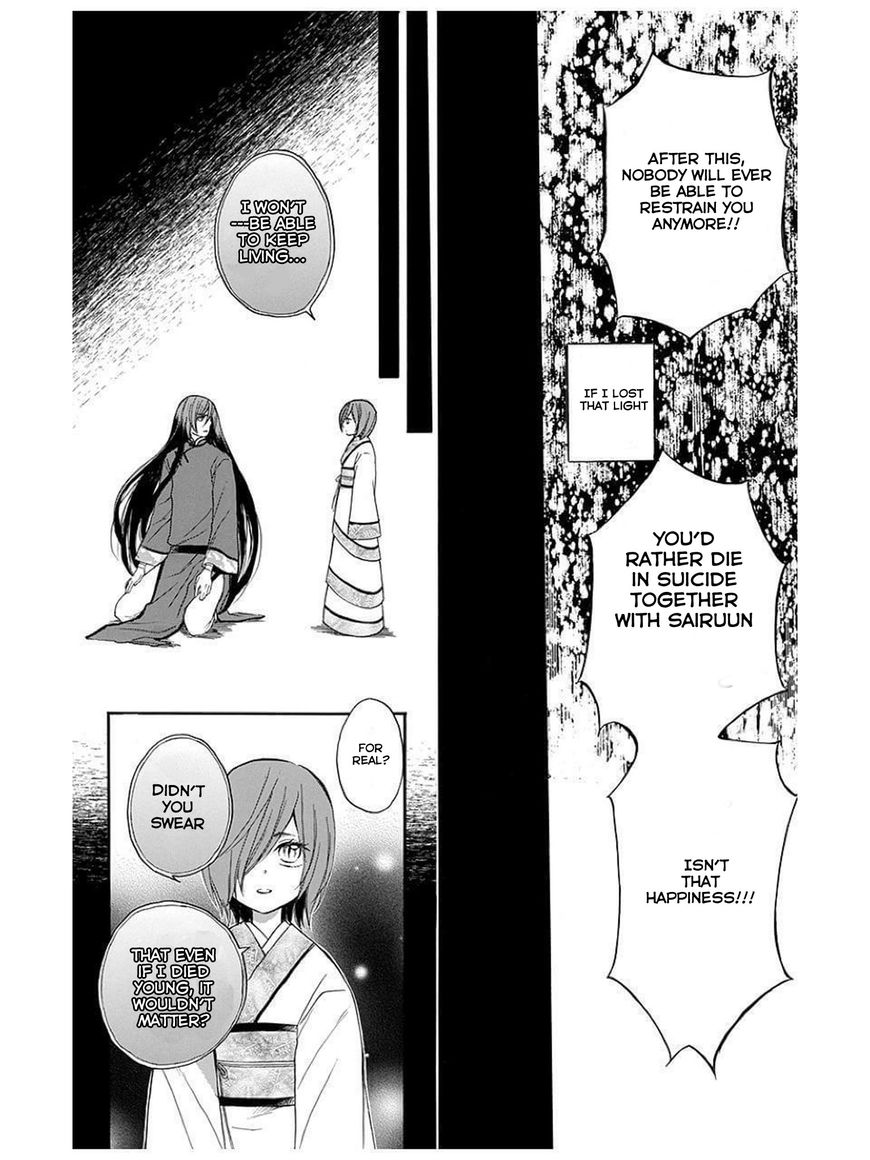 AFTER THIS,
NOBODY WILL EVER
BE ABLE TO
RESTRAIN YOU
ANYMORE!!
IF I LOST
THAT LIGHT
YOU'D
RATHER DIE
IN SUICIDE
TOGETHER
WITH SAIRUUN
ISN'T
THAT
HAPPINESS!!!
I WON'T
---BE ABLE
TO KEEP
LIVING...
FOR
REAL?
DIDN'T
YOU
SWEAR
THAT EVEN
IF I DIED
YOUNG, IT
WOULDN'T
MATTER?